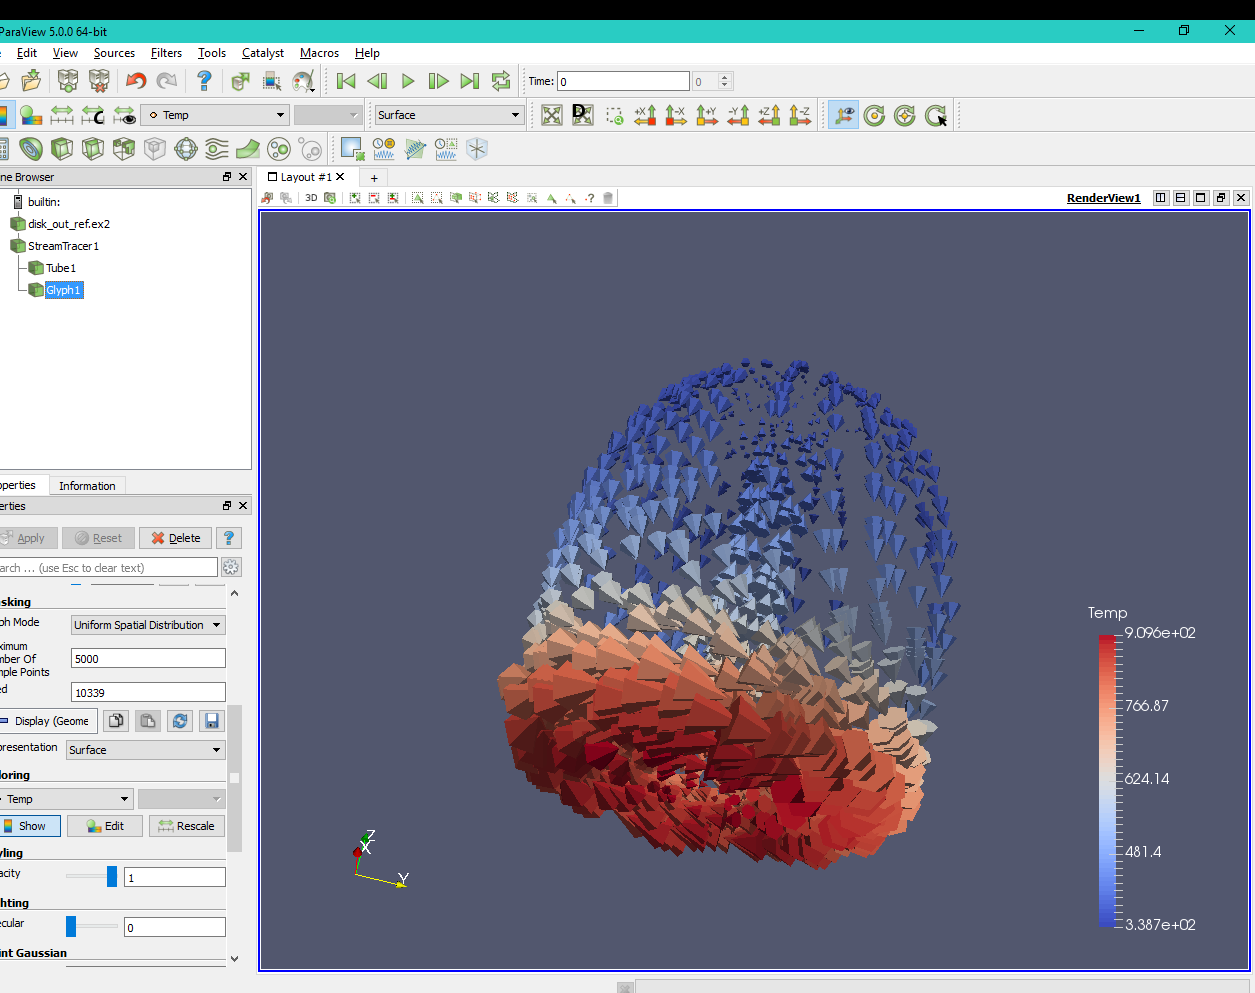 ParaView 5.0.0 64-bit
Edit View Sources Filters Tools Catalyst Macros Help
Time: 0 0
Temp Surface
+X -X +Y -Y +Z -Z
ne Browser
Layout #1
+
3D
?
RenderView1
builtin:
disk_out_ref.ex2
StreamTracer1
Tube1
Glyph1
operties Information
erties
Apply Reset Delete ?
arch ... (use Esc to clear text)
sking
ph Mode Uniform Spatial Distribution
ximum
mber Of
mple Points
5000
ed 10339
Display (Geome
presentation Surface
loring
Temp
Show Edit Rescale
yling
acity 1
hting
ecular 0
int Gaussian
Temp
9.096e+02
766.87
624.14
481.4
3.387e+02
Z
X
Y